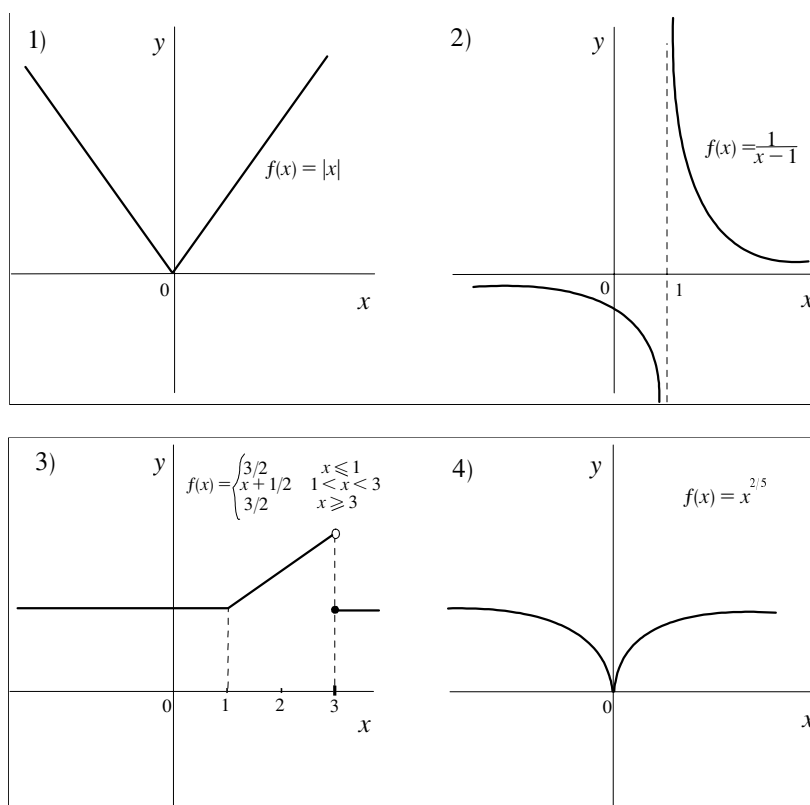 1)
y
f(x) = |x|
0
x
2)
y
f(x) = 1/(x − 1)
0
1
x
3)
y
f(x) = { 3/2 x ⩽ 1
x + 1/2 1 < x < 3
3/2 x ⩾ 3
0
1
2
3
x
4)
y
f(x) = x^{2/5}
0
x